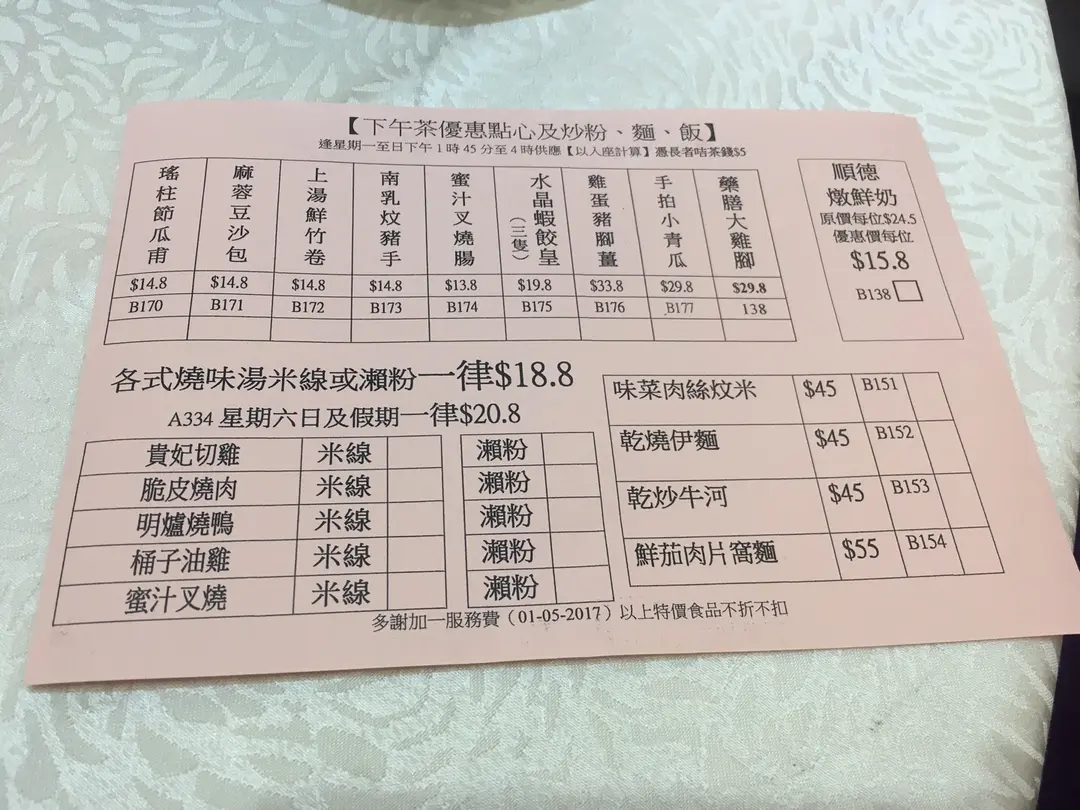 【下午茶優惠點心及炒粉、麵、飯】
逢星期一至日下午1時45分至4時供應【以入座計算】憑長者咭茶錢$5
瑤柱節瓜甫 麻蓉豆沙包 上湯鮮竹卷 南乳炆豬手 蜜汁叉燒腸 水晶蝦餃皇(三隻) 雞蛋豬腳薑 手拍小青瓜 藥膳大雞腳
$14.8 $14.8 $14.8 $14.8 $13.8 $19.8 $33.8 $29.8 $29.8
B170 B171 B172 B173 B174 B175 B176 B177 138
順德
燉鮮奶
原價每位$24.5
優惠價每位
$15.8
B138
各式燒味湯米線或瀨粉一律$18.8
A334 星期六日及假期一律$20.8
貴妃切雞 米線 瀨粉
脆皮燒肉 米線 瀨粉
明爐燒鴨 米線 瀨粉
桶子油雞 米線 瀨粉
蜜汁叉燒 米線 瀨粉
味菜肉絲炆米 $45 B151
乾燒伊麵 $45 B152
乾炒牛河 $45 B153
鮮茄肉片窩麵 $55 B154
多謝加一服務費（01-05-2017）以上特價食品不折不扣